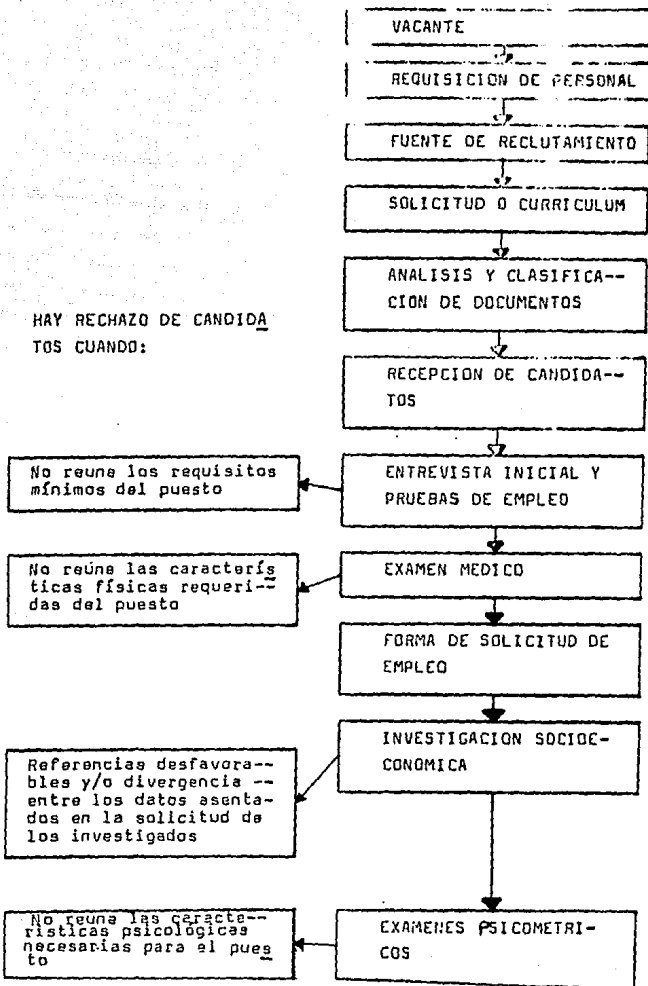 VACANTE
REQUISICION DE PERSONAL
FUENTE DE RECLUTAMIENTO
SOLICITUD O CURRICULUM
ANALISIS Y CLASIFICA--
CION DE DOCUMENTOS
HAY RECHAZO DE CANDIDA
TOS CUANDO:
RECEPCION DE CANDIDA--
TOS
ENTREVISTA INICIAL Y
PRUEBAS DE EMPLEO
No reune los requisitos
mínimos del puesto
EXAMEN MEDICO
No reúne las caracterís
ticas físicas requeri--
das del puesto
FORMA DE SOLICITUD DE
EMPLEO
INVESTIGACION SOCIOE-
CONOMICA
Referencias desfavora--
bles y/o divergencia --
entre los datos asenta-
dos en la solicitud de
los investigados
EXAMENES PSICOMETRI-
COS
No reune las caracte--
rísticas psicológicas
necesarias para el pues
to